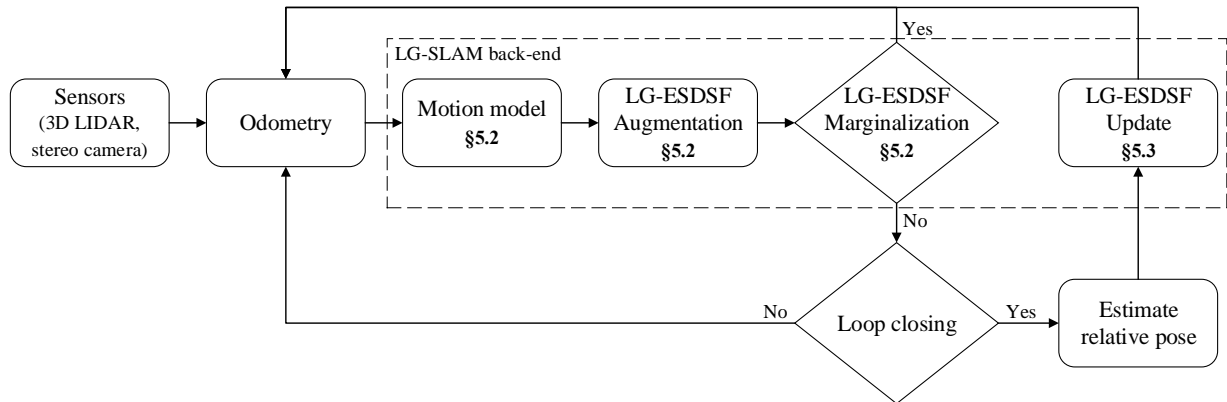 Yes
LG-SLAM back-end
Sensors
(3D LIDAR,
stereo camera)
Odometry
Motion model
§5.2
LG-ESDSF
Augmentation
§5.2
LG-ESDSF
Marginalization
§5.2
LG-ESDSF
Update
§5.3
No
No
Loop closing
Yes
Estimate
relative pose